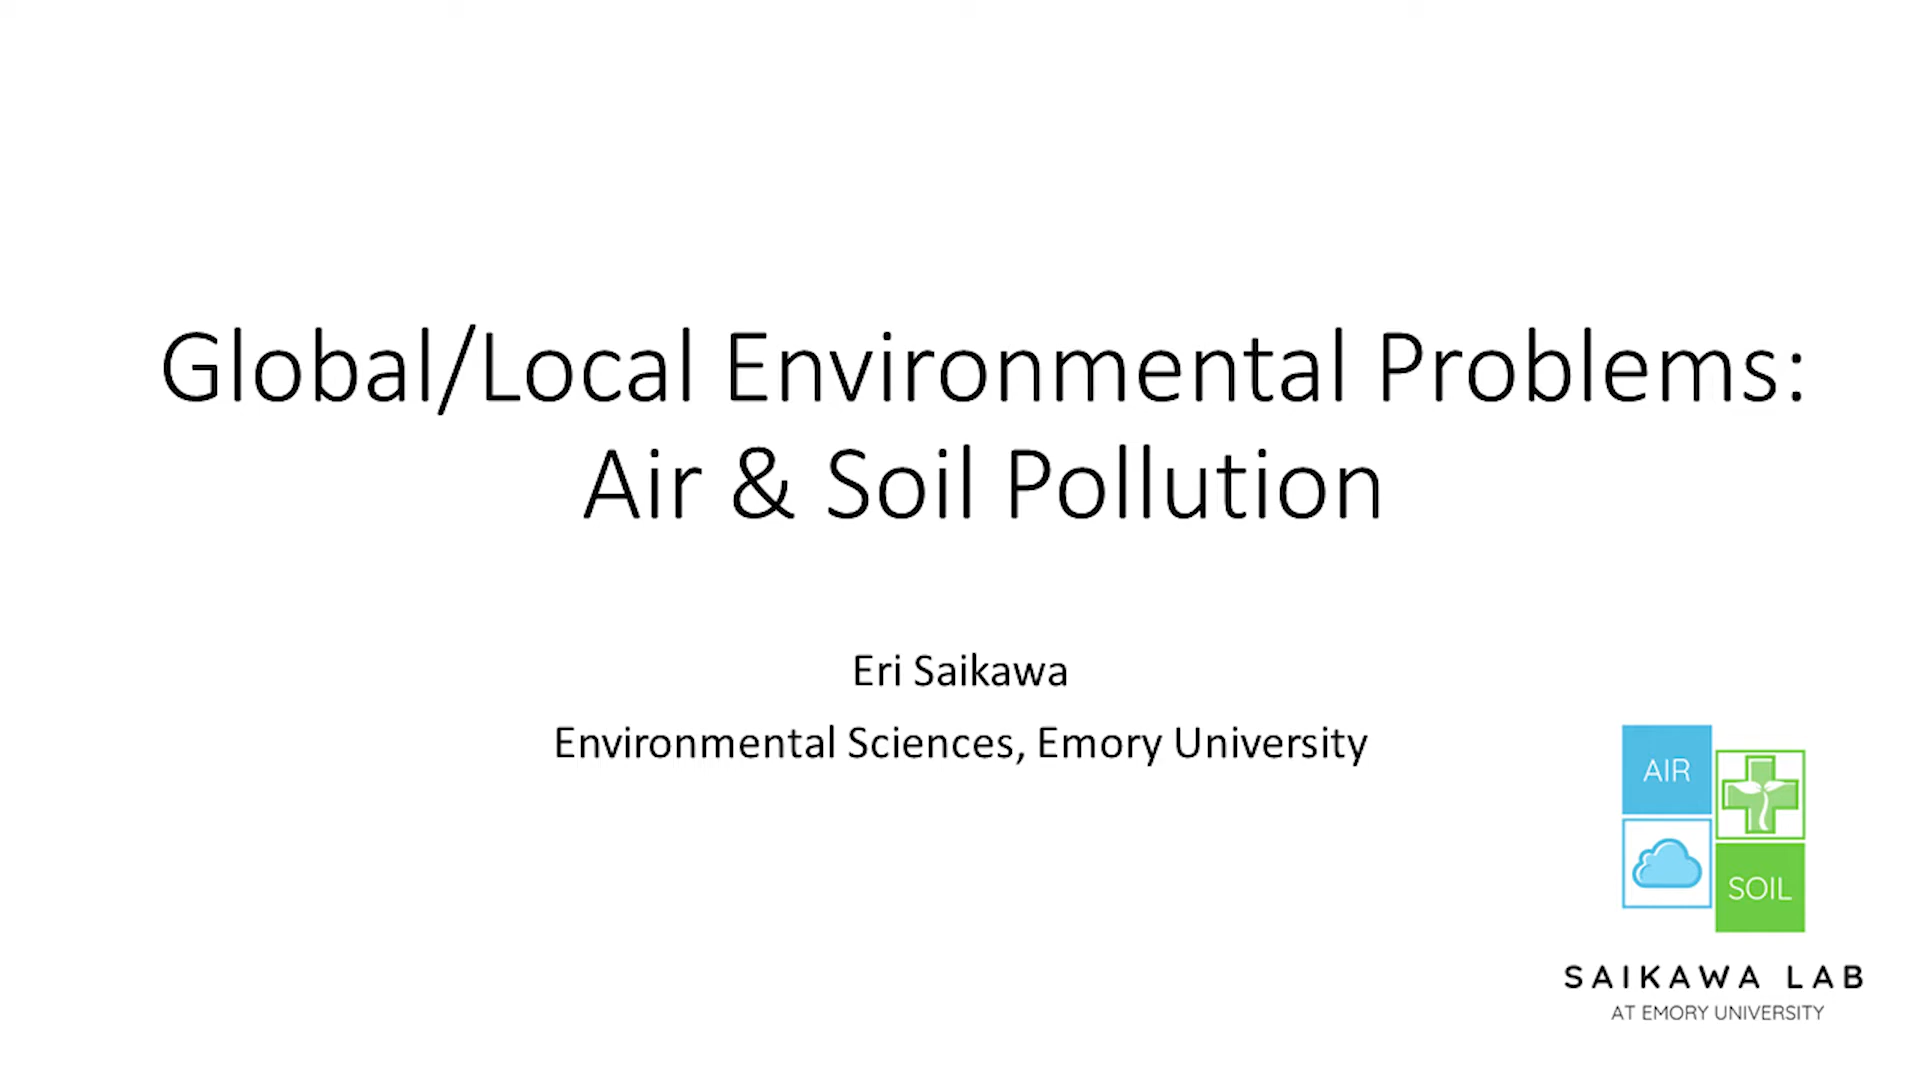 Global/Local Environmental Problems:
Air & Soil Pollution
Eri Saikawa
Environmental Sciences, Emory University
AIR
SOIL
SAIKAWA LAB
AT EMORY UNIVERSITY